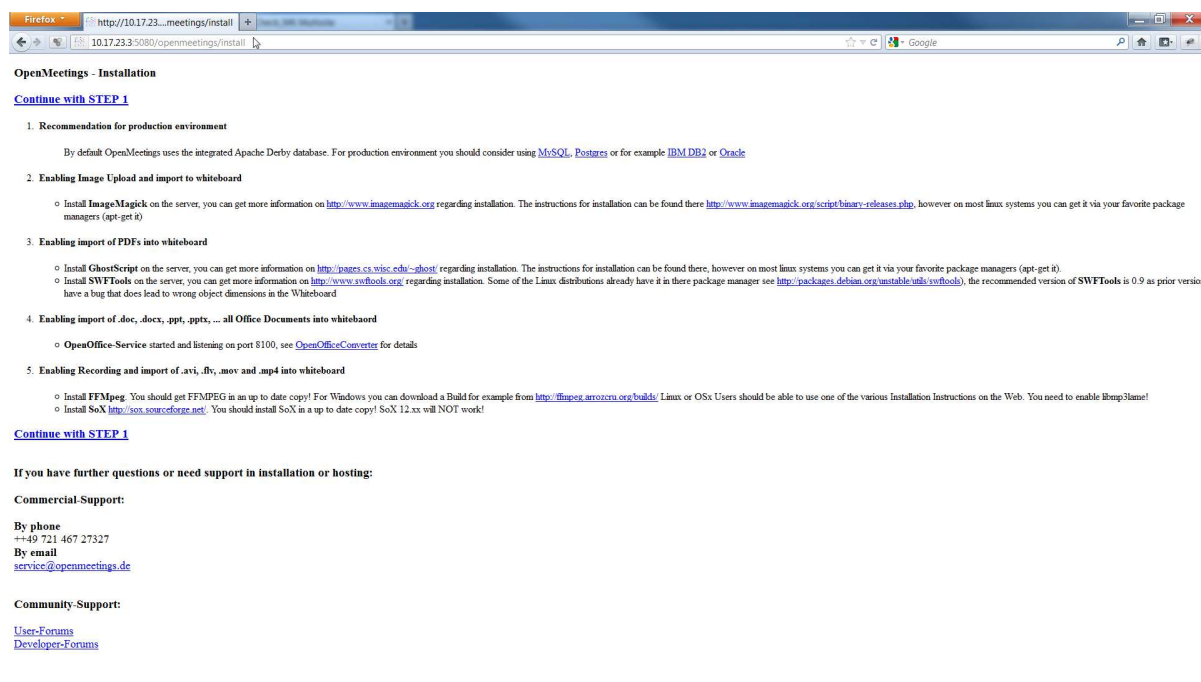 Firefox
http://10.17.23....meetings/install
+
10.17.23.3:5080/openmeetings/install
Google
OpenMeetings - Installation
Continue with STEP 1
1. Recommendation for production environment
By default OpenMeetings uses the integrated Apache Derby database. For production environment you should consider using MySQL, Postgres or for example IBM DB2 or Oracle
2. Enabling Image Upload and import to whiteboard
Install ImageMagick on the server, you can get more information on http://www.imagemagick.org regarding installation. The instructions for installation can be found there http://www.imagemagick.org/script/binary-releases.php, however on most linux systems you can get it via your favorite package
managers (apt-get it)
3. Enabling import of PDFs into whiteboard
Install GhostScript on the server, you can get more information on http://pages.cs.wisc.edu/~ghost/ regarding installation. The instructions for installation can be found there, however on most linux systems you can get it via your favorite package managers (apt-get it).
Install SWFTools on the server, you can get more information on http://www.swftools.org/ regarding installation. Some of the Linux distributions already have it in there package manager see http://packages.debian.org/unstable/utils/swftools), the recommended version of SWFTools is 0.9 as prior versio
have a bug that does lead to wrong object dimensions in the Whiteboard
4. Enabling import of .doc, .docx, .ppt, .pptx, ... all Office Documents into whitebaord
OpenOffice-Service started and listening on port 8100, see OpenOfficeConverter for details
5. Enabling Recording and import of .avi, .flv, .mov and .mp4 into whiteboard
Install FFMpeg. You should get FFMPEG in an up to date copy! For Windows you can download a Build for example from http://ffmpeg.arrozcru.org/builds/ Linux or OSx Users should be able to use one of the various Installation Instructions on the Web. You need to enable libmp3lame!
Install SoX http://sox.sourceforge.net/. You should install SoX in a up to date copy! SoX 12.xx will NOT work!
Continue with STEP 1
If you have further questions or need support in installation or hosting:
Commercial-Support:
By phone
++49 721 467 27327
By email
service@openmeetings.de
Community-Support:
User-Forums
Developer-Forums